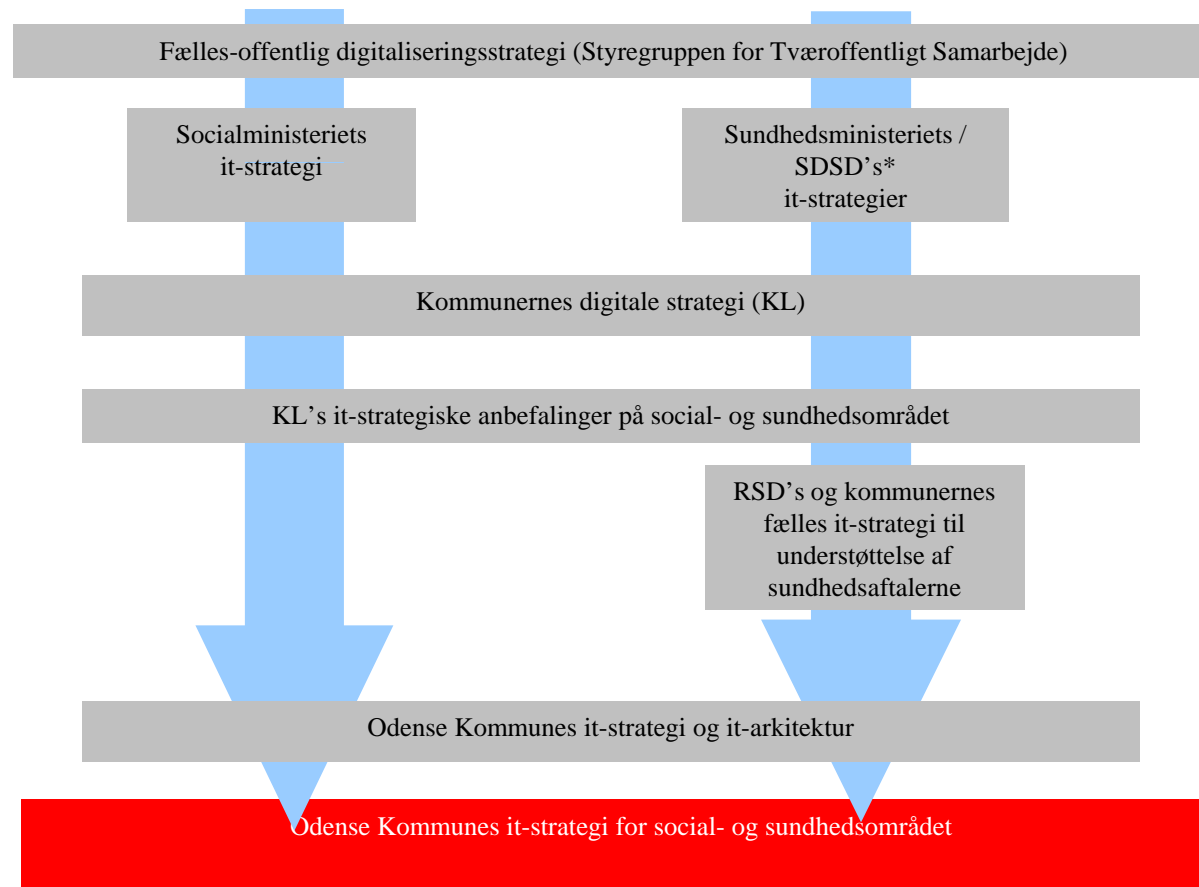 Fælles-offentlig digitaliseringsstrategi (Styregruppen for Tværoffentligt Samarbejde)
Socialministeriets
it-strategi
Sundhedsministeriets /
SDSD’s*
it-strategier
Kommunernes digitale strategi (KL)
KL’s it-strategiske anbefalinger på social- og sundhedsområdet
RSD’s og kommunernes
fælles it-strategi til
understøttelse af
sundhedsaftalerne
Odense Kommunes it-strategi og it-arkitektur
Odense Kommunes it-strategi for social- og sundhedsområdet